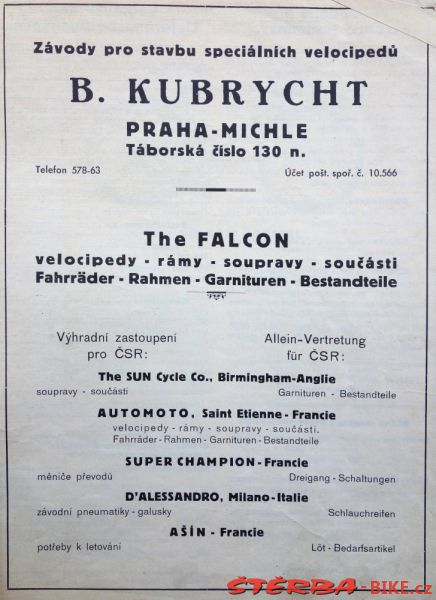 Závody pro stavbu speciálních velocipedů
B. KUBRYCHT
PRAHA-MICHLE
Táborská číslo 130 n.
Telefon 578-63 Účet pošt. spoř. č. 10.566
The FALCON
velocipedy - rámy - soupravy - součásti
Fahrräder - Rahmen - Garnituren - Bestandteile
Výhradní zastoupení Allein-Vertretung
pro ČSR: für ČSR:
The SUN Cycle Co., Birmingham-Anglie
soupravy - součásti Garnituren - Bestandteile
AUTOMOTO, Saint Etienne - Francie
velocipedy - rámy - soupravy - součásti.
Fahrräder - Rahmen - Garnituren - Bestandteile
SUPER CHAMPION - Francie
měniče převodů Dreigang - Schaltungen
D'ALESSANDRO, Milano-Italie
závodní pneumatiky - galusky Schlauchreifen
AŠÍN - Francie
potřeby k letování Löt - Bedarfsartikel
ŠTĚRBA-BIKE.cz